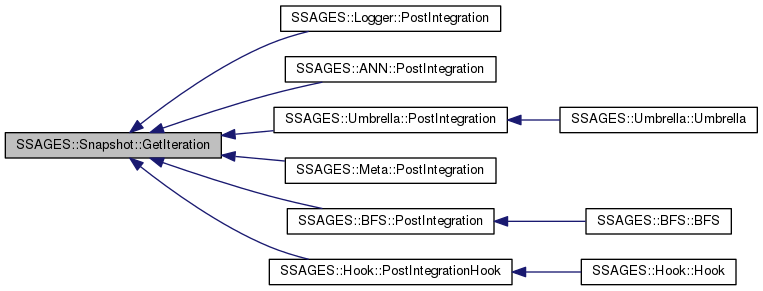 SSAGES::Logger::PostIntegration
SSAGES::ANN::PostIntegration
SSAGES::Umbrella::PostIntegration
SSAGES::Umbrella::Umbrella
SSAGES::Snapshot::GetIteration
SSAGES::Meta::PostIntegration
SSAGES::BFS::PostIntegration
SSAGES::BFS::BFS
SSAGES::Hook::PostIntegrationHook
SSAGES::Hook::Hook